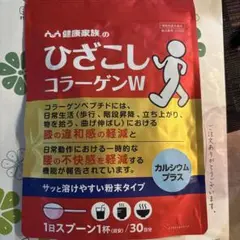 健康家族の
ひざこし
コラーゲンW
コラーゲンペプチドには、
日常生活(歩行、階段昇降、立ち上がり、
物を拾う、曲げ伸ばし)における
膝の違和感の軽減と
日常動作における一時的な
腰の不快感を軽減する
機能が報告されています。
カルシウム
プラス
サッと溶けやすい粉末タイプ
1日スプーン1杯/30日分